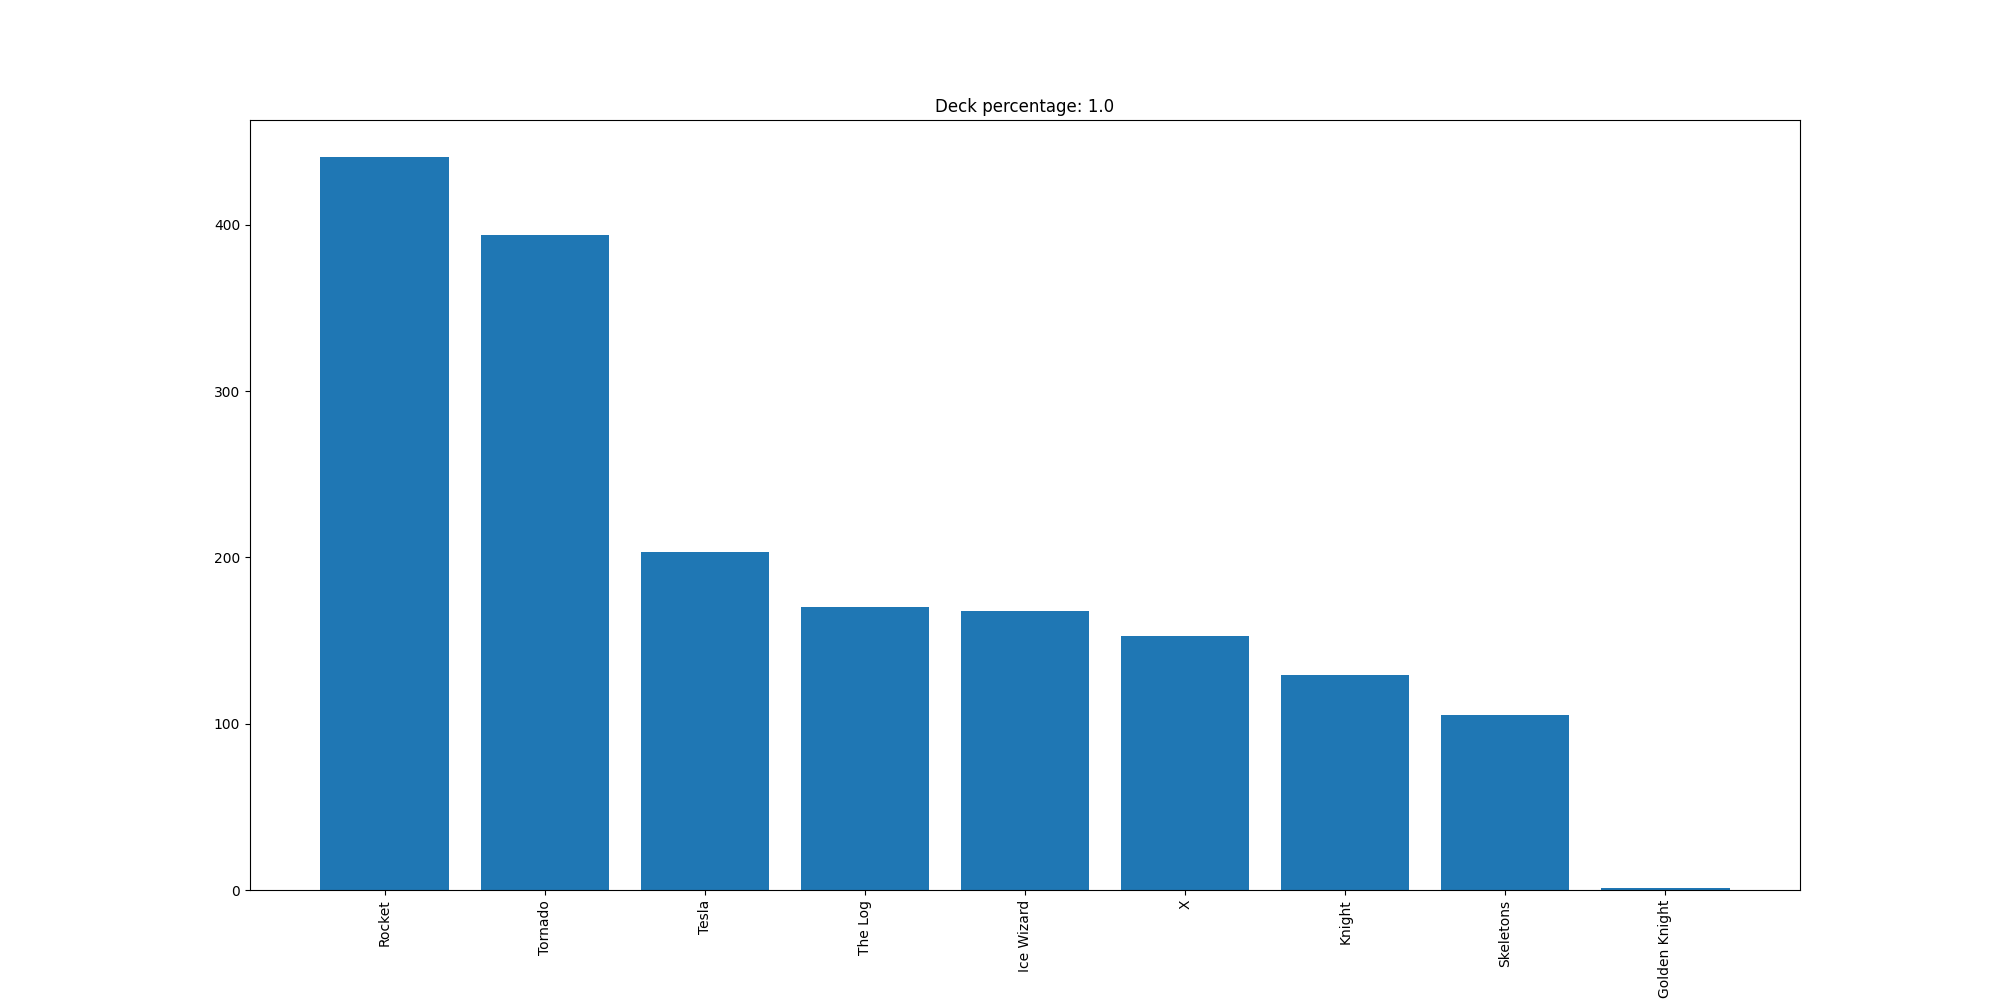 Deck percentage: 1.0
400
300
200
100
0
Rocket
Tornado
Tesla
The Log
Ice Wizard
X
Knight
Skeletons
Golden Knight